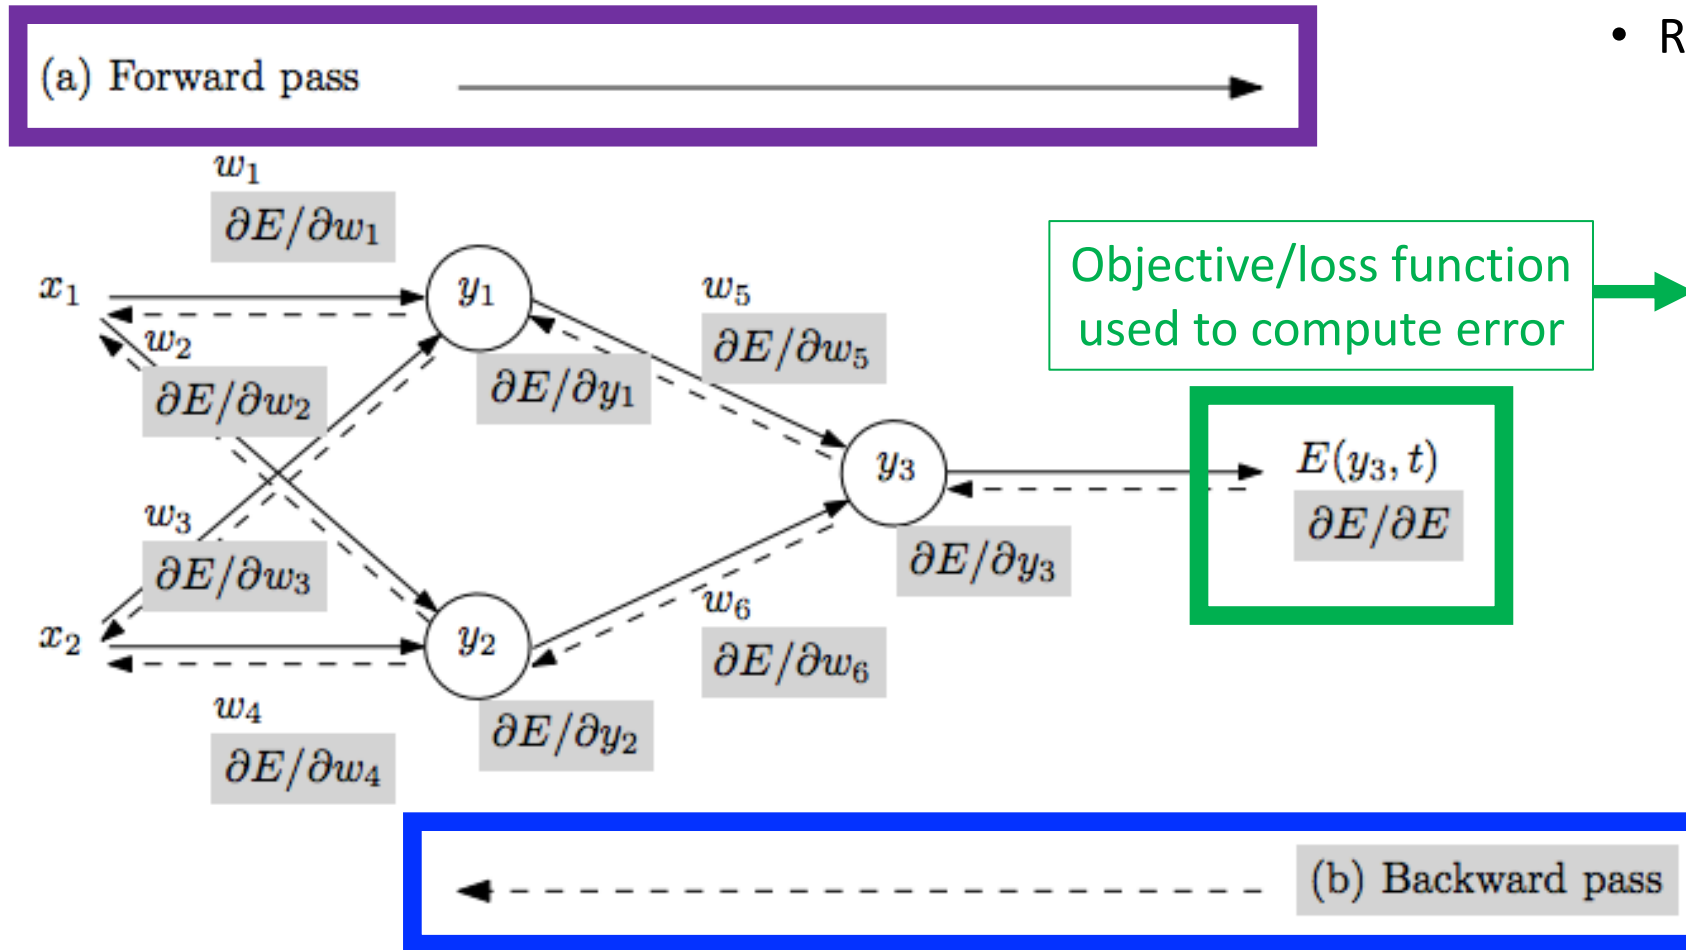 (a) Forward pass
• R
w₁
∂E/∂w₁
x₁
y₁
w₂
∂E/∂w₂
∂E/∂y₁
w₅
∂E/∂w₅
Objective/loss function
used to compute error
y₃
E(y₃, t)
∂E/∂E
∂E/∂y₃
w₃
∂E/∂w₃
x₂
y₂
w₆
∂E/∂w₆
w₄
∂E/∂w₄
∂E/∂y₂
(b) Backward pass